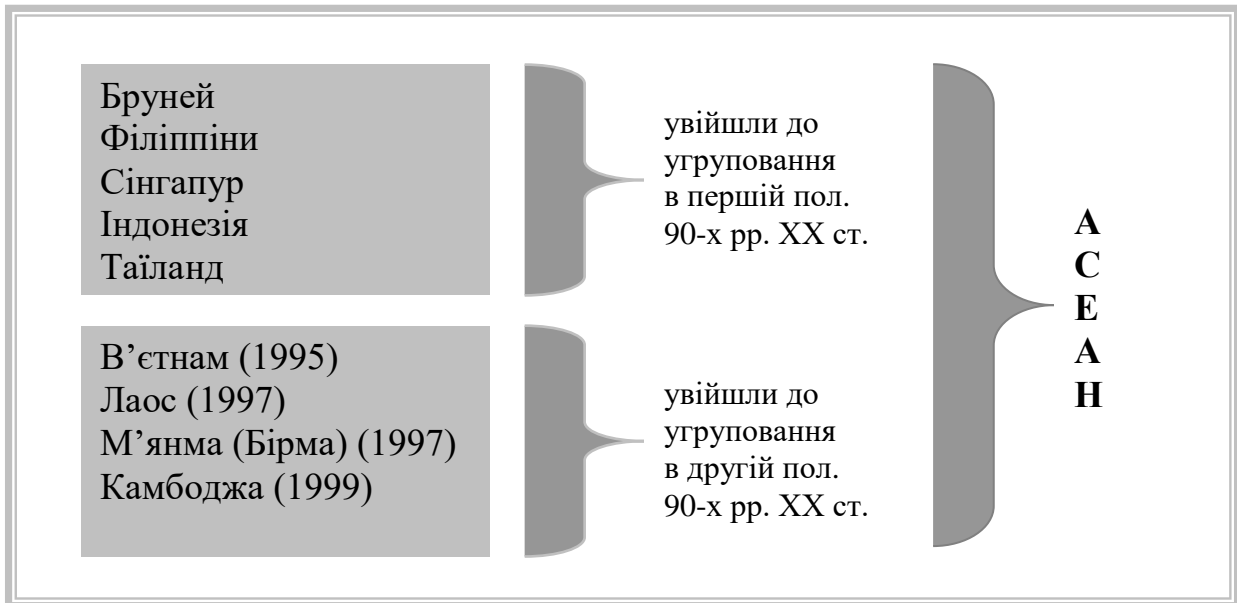 Бруней
Філіппіни
Сінгапур
Індонезія
Таїланд
увійшли до
угруповання
в першій пол.
90-х рр. ХХ ст.
В’єтнам (1995)
Лаос (1997)
М’янма (Бірма) (1997)
Камбоджа (1999)
увійшли до
угруповання
в другій пол.
90-х рр. ХХ ст.
А
С
Е
А
Н